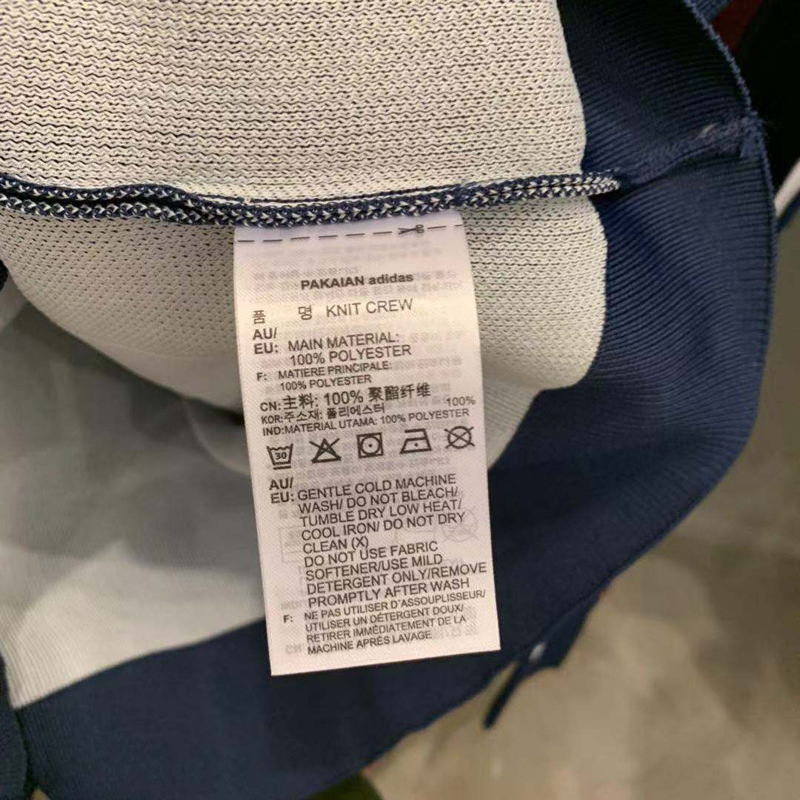 PAKAIAN adidas
품 명 KNIT CREW
AU/
EU: MAIN MATERIAL:
100% POLYESTER
F: MATIERE PRINCIPALE:
100% POLYESTER
CN: 主料: 100% 聚酯纤维
KOR: 주소재: 폴리에스터 100%
IND: MATERIAL UTAMA: 100% POLYESTER
30
AU/
EU: GENTLE COLD MACHINE
WASH/ DO NOT BLEACH/
TUMBLE DRY LOW HEAT/
COOL IRON/ DO NOT DRY
CLEAN (X)
DO NOT USE FABRIC
SOFTENER/USE MILD
DETERGENT ONLY/REMOVE
PROMPTLY AFTER WASH
F: NE PAS UTILISER D'ASSOUPLISSEUR/
UTILISER UN DÉTERGENT DOUX/
RETIRER IMMÉDIATEMENT DE LA
MACHINE APRÈS LAVAGE